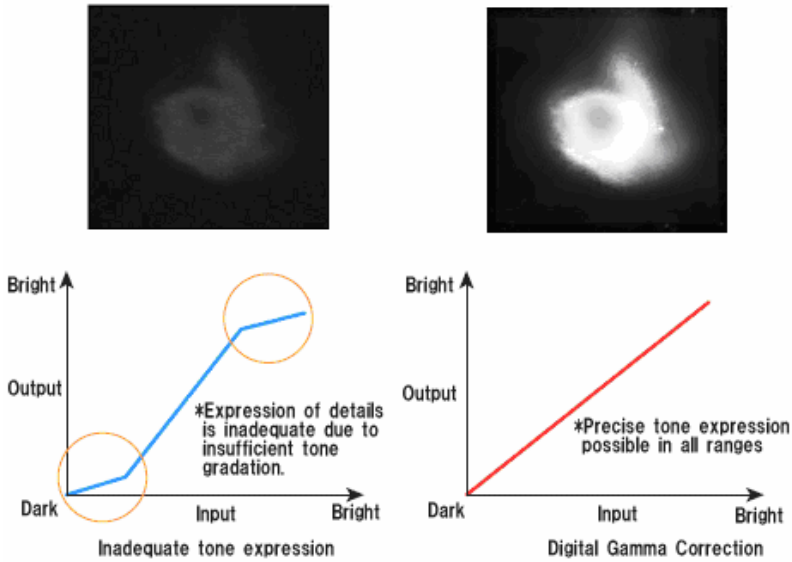 Bright
Output
*Expression of details
is inadequate due to
insufficient tone
gradation.
Dark
Input
Bright
Inadequate tone expression
Bright
Output
*Precise tone expression
possible in all ranges
Dark
Input
Bright
Digital Gamma Correction